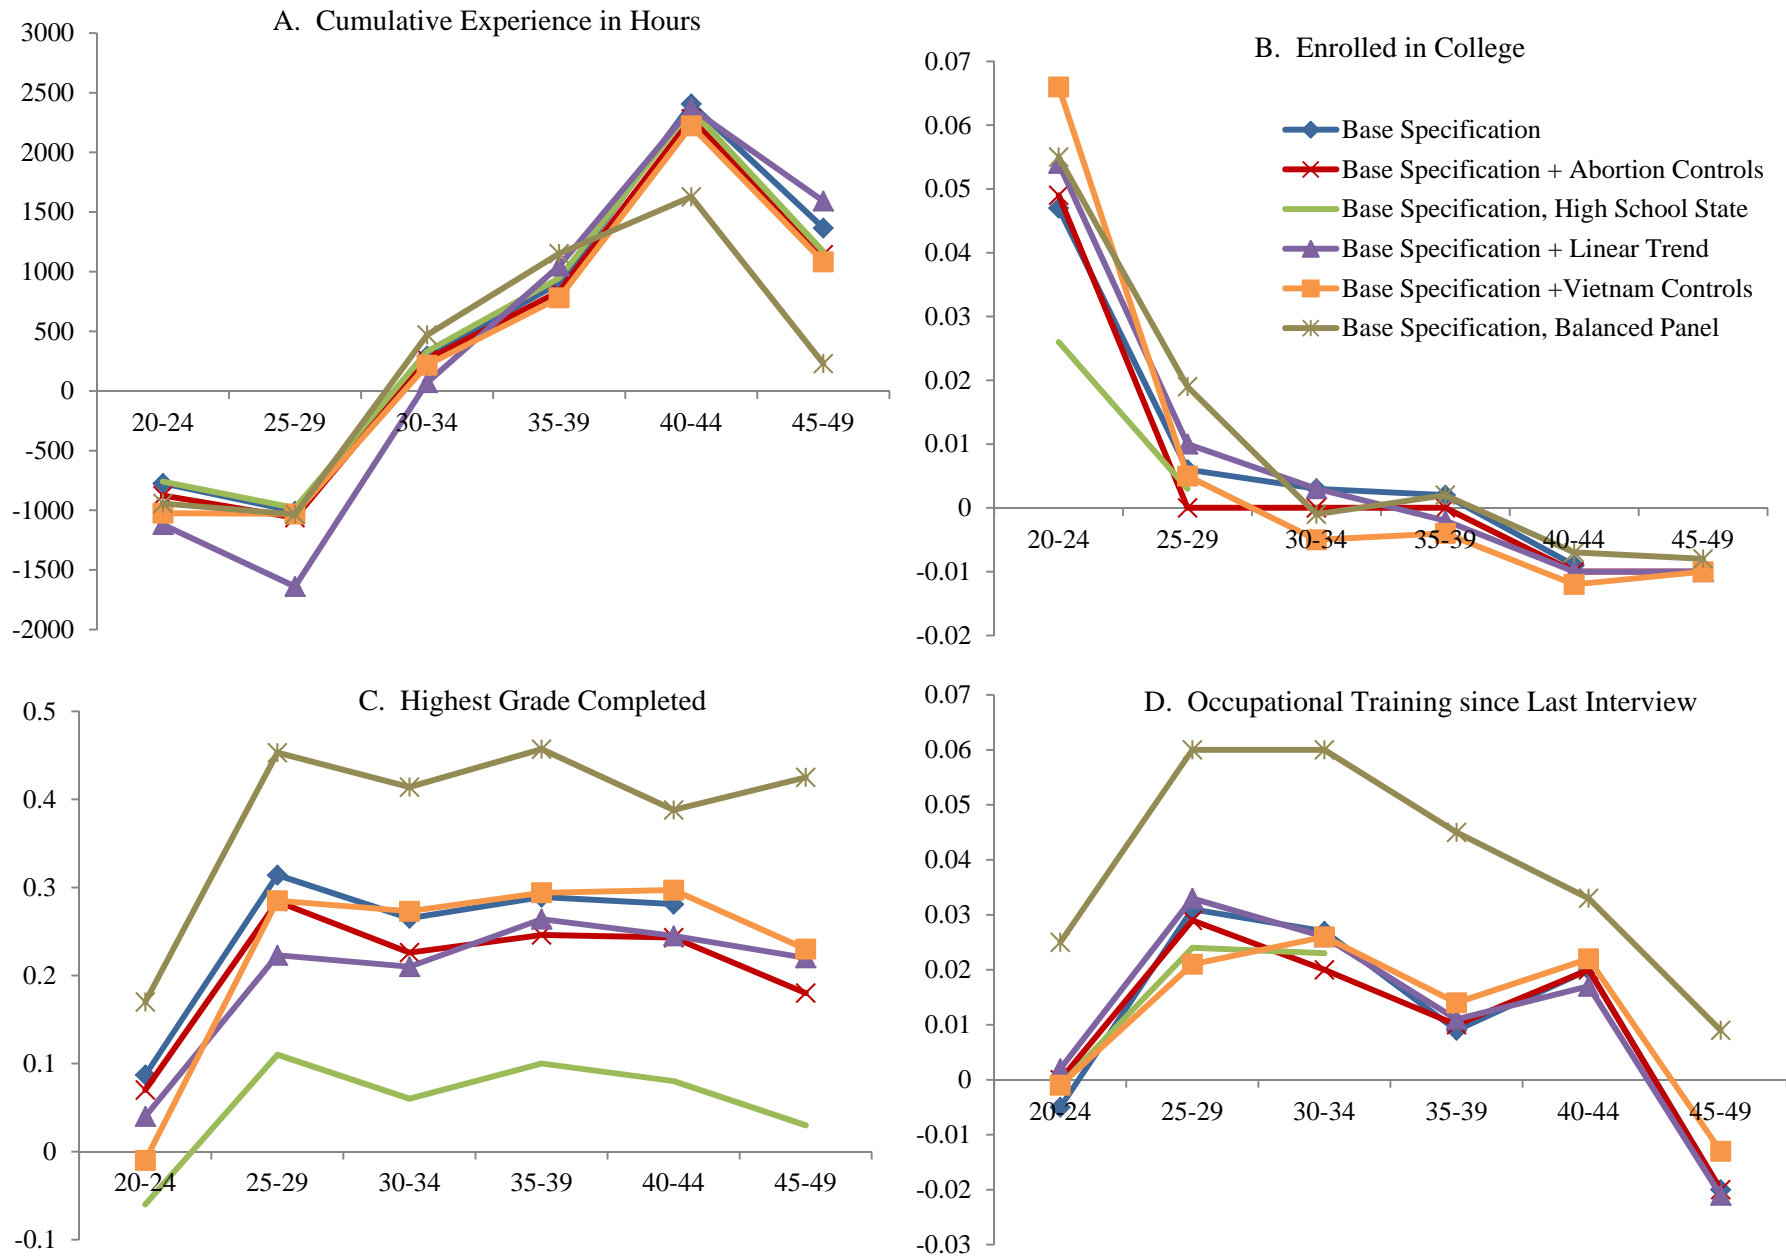 A. Cumulative Experience in Hours
3000
2500
2000
1500
1000
500
0
-500
-1000
-1500
-2000
20-24 25-29 30-34 35-39 40-44 45-49
B. Enrolled in College
0.07
0.06
0.05
0.04
0.03
0.02
0.01
0
-0.01
-0.02
20-24 25-29 30-34 35-39 40-44 45-49
Base Specification
Base Specification + Abortion Controls
Base Specification, High School State
Base Specification + Linear Trend
Base Specification +Vietnam Controls
Base Specification, Balanced Panel
C. Highest Grade Completed
0.5
0.4
0.3
0.2
0.1
0
-0.1
20-24 25-29 30-34 35-39 40-44 45-49
D. Occupational Training since Last Interview
0.07
0.06
0.05
0.04
0.03
0.02
0.01
0
-0.01
-0.02
-0.03
20-24 25-29 30-34 35-39 40-44 45-49